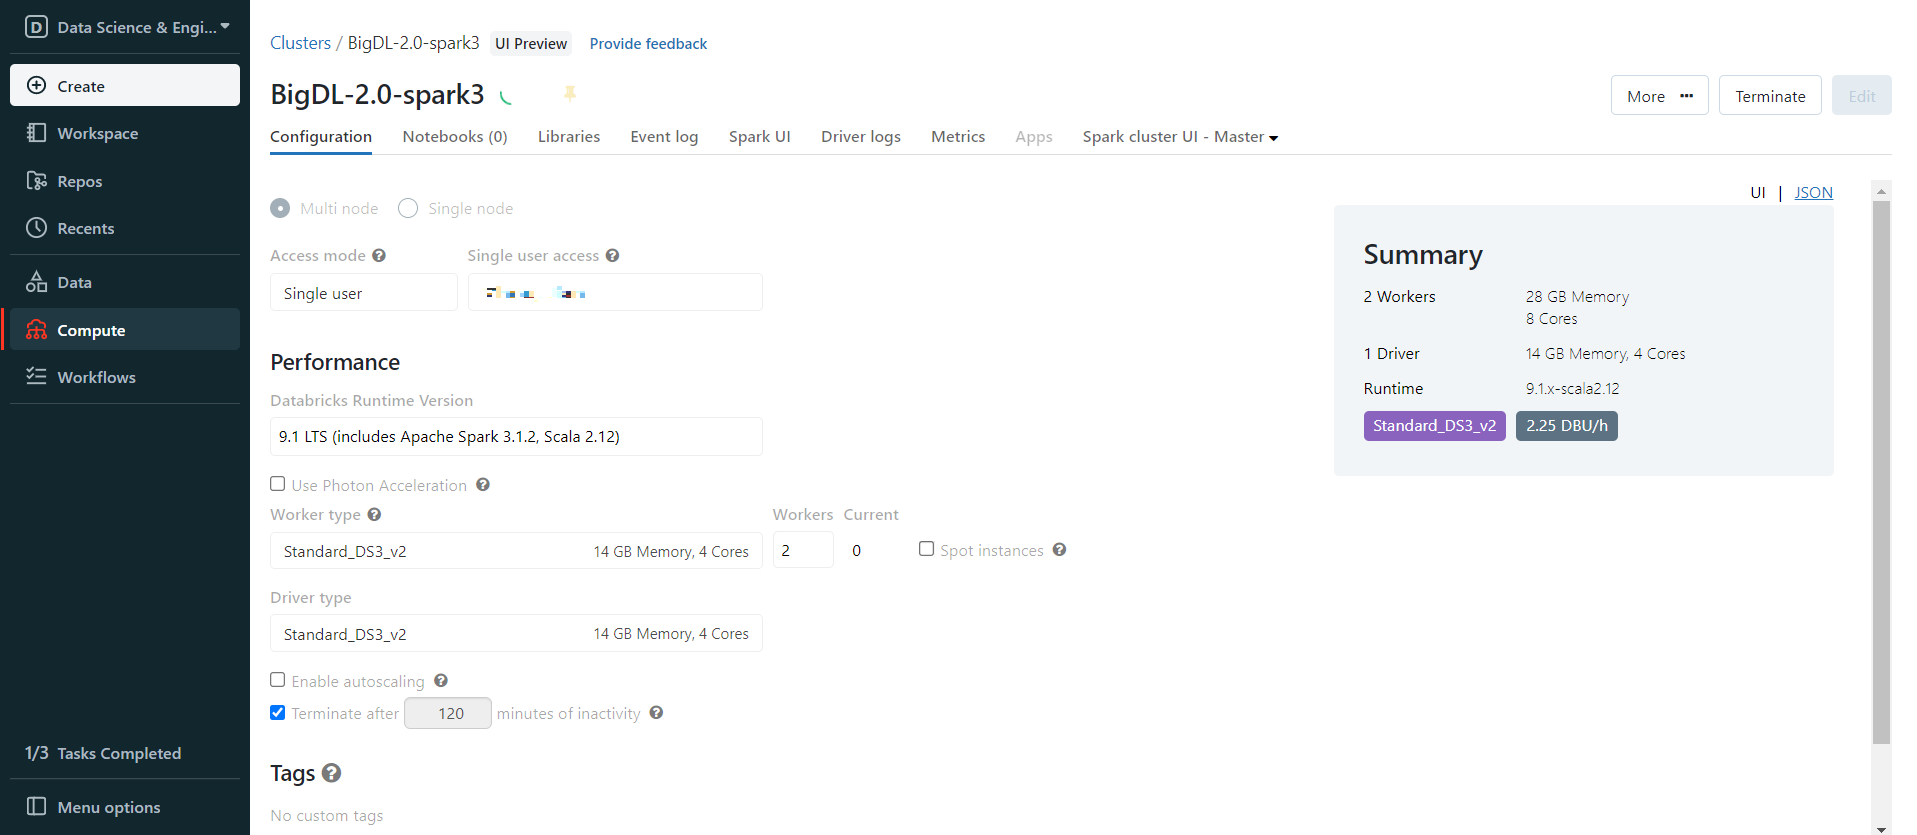 D Data Science & Engi...
Create
Workspace
Repos
Recents
Data
Compute
Workflows
1/3 Tasks Completed
Menu options
Clusters / BigDL-2.0-spark3 UI Preview Provide feedback
BigDL-2.0-spark3
More ... Terminate Edit
Configuration Notebooks (0) Libraries Event log Spark UI Driver logs Metrics Apps Spark cluster UI - Master
UI | JSON
Multi node Single node
Access mode ? Single user access ?
Single user
Performance
Databricks Runtime Version
9.1 LTS (includes Apache Spark 3.1.2, Scala 2.12)
Use Photon Acceleration ?
Worker type ? Workers Current
Standard_DS3_v2 14 GB Memory, 4 Cores 2 0 Spot instances ?
Driver type
Standard_DS3_v2 14 GB Memory, 4 Cores
Enable autoscaling ?
Terminate after 120 minutes of inactivity ?
Tags ?
No custom tags
Summary
2 Workers 28 GB Memory
8 Cores
1 Driver 14 GB Memory, 4 Cores
Runtime 9.1.x-scala2.12
Standard_DS3_v2 2.25 DBU/h